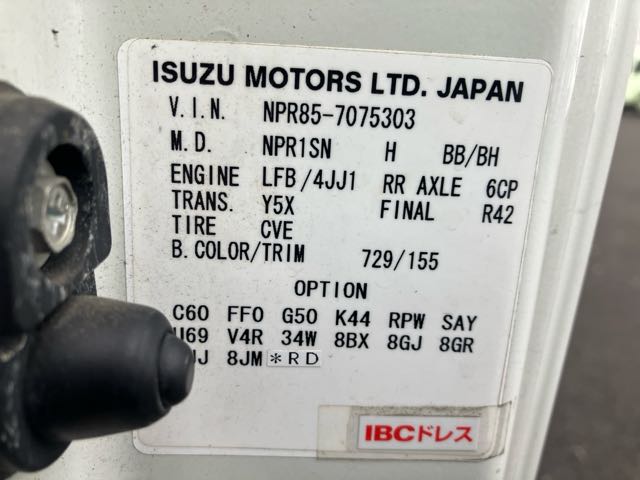 ISUZU MOTORS LTD. JAPAN
V.I.N. NPR85-7075303
M.D. NPR1SN H BB/BH
ENGINE LFB/4JJ1 RR AXLE 6CP
TRANS. Y5X FINAL R42
TIRE CVE
B.COLOR/TRIM 729/155
OPTION
C60 FF0 G50 K44 RPW SAY
V4R 34W 8BX 8GJ 8GR
8JM *RD
IBCドレス